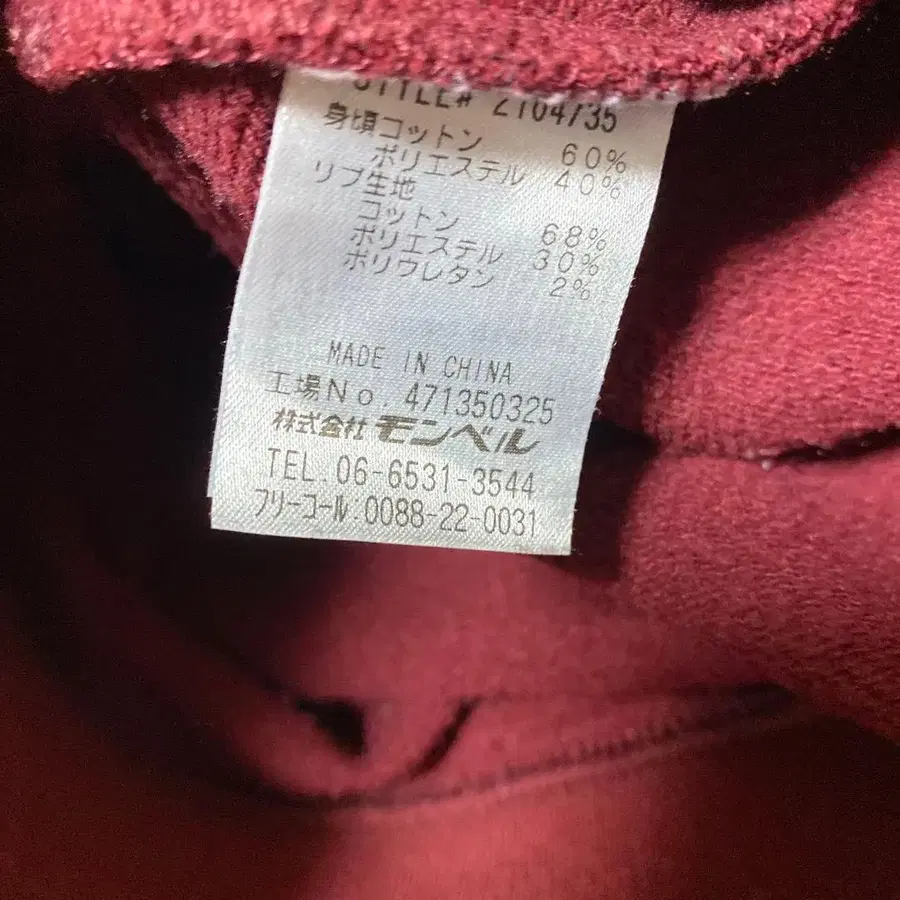 STYLE# 2104735
身頃コットン 60%
ポリエステル 40%
リブ生地
コットン 68%
ポリエステル 30%
ポリウレタン 2%
MADE IN CHINA
工場No. 471350325
株式会社モンベル
TEL.06-6531-3544
フリーコール:0088-22-0031